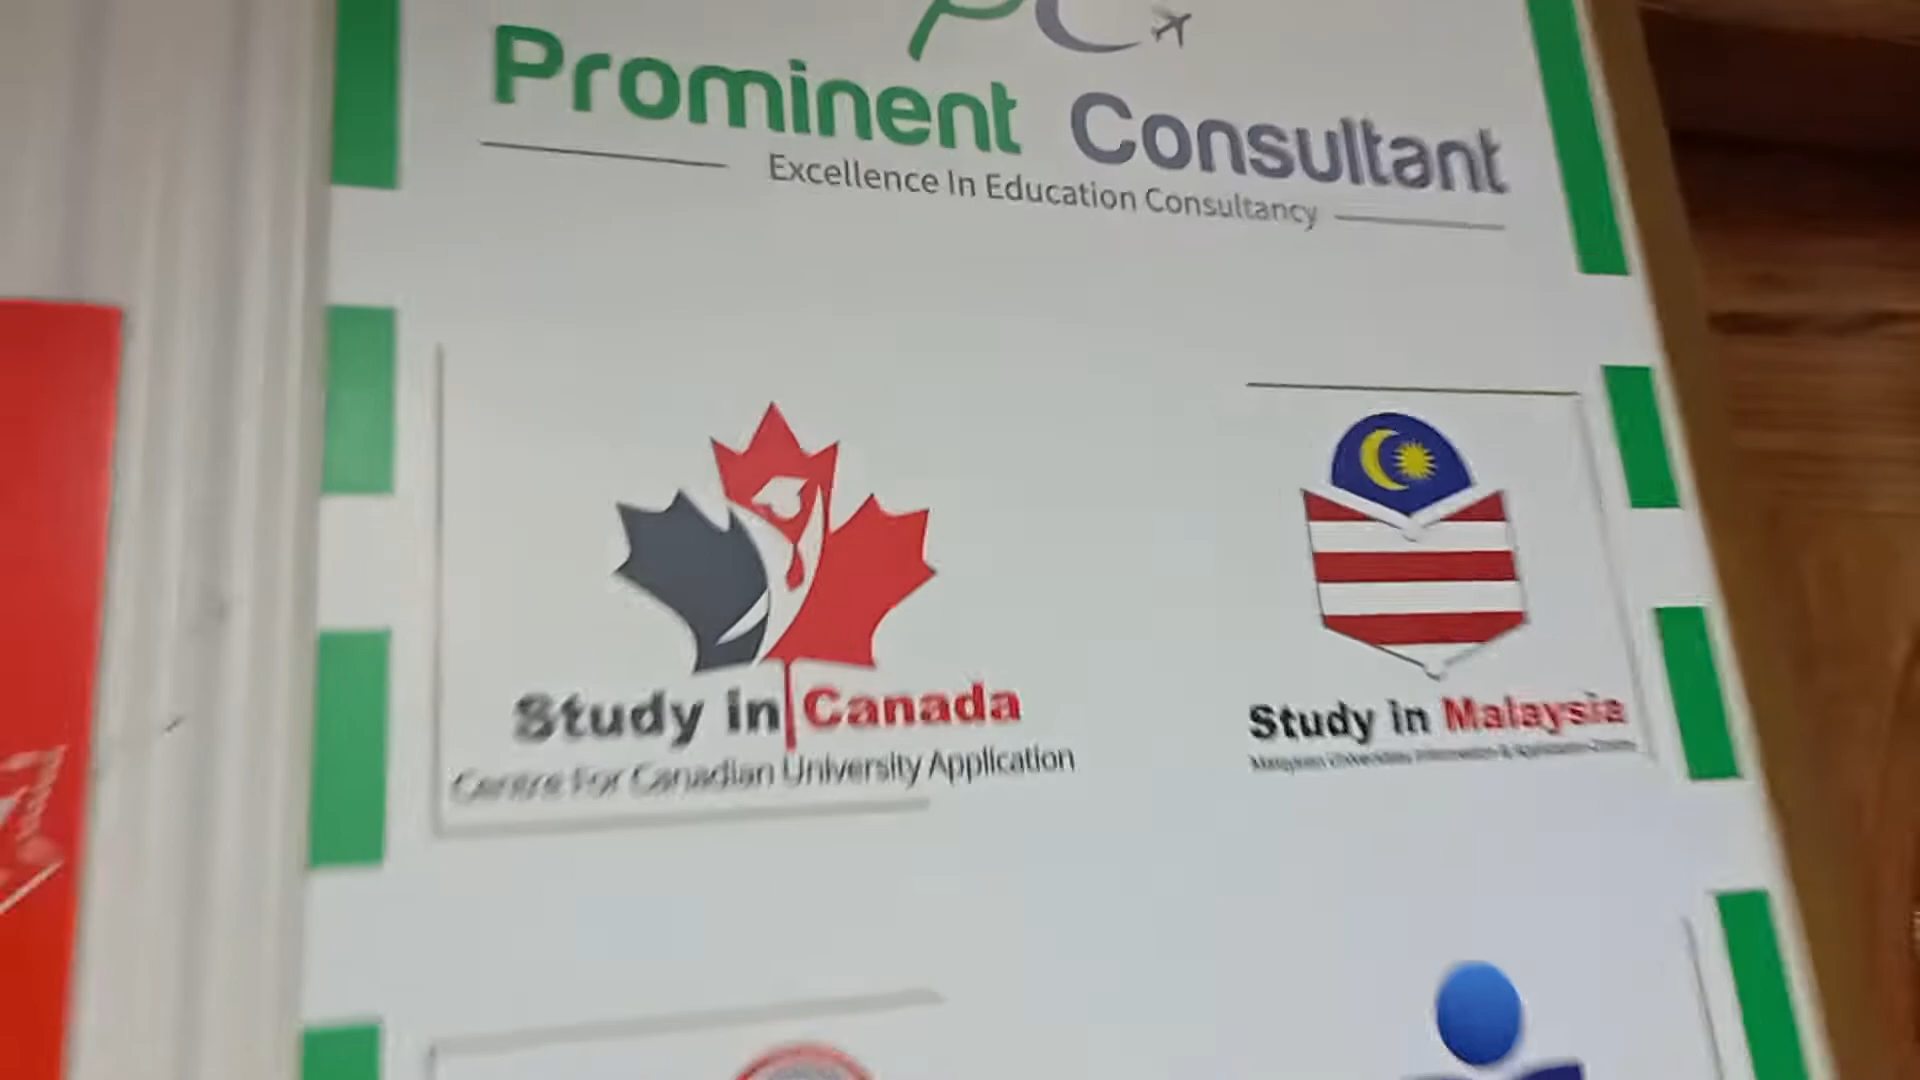 Prominent Consultant
Excellence In Education Consultancy
Study in Canada
Centre For Canadian University Application
Study in Malaysia